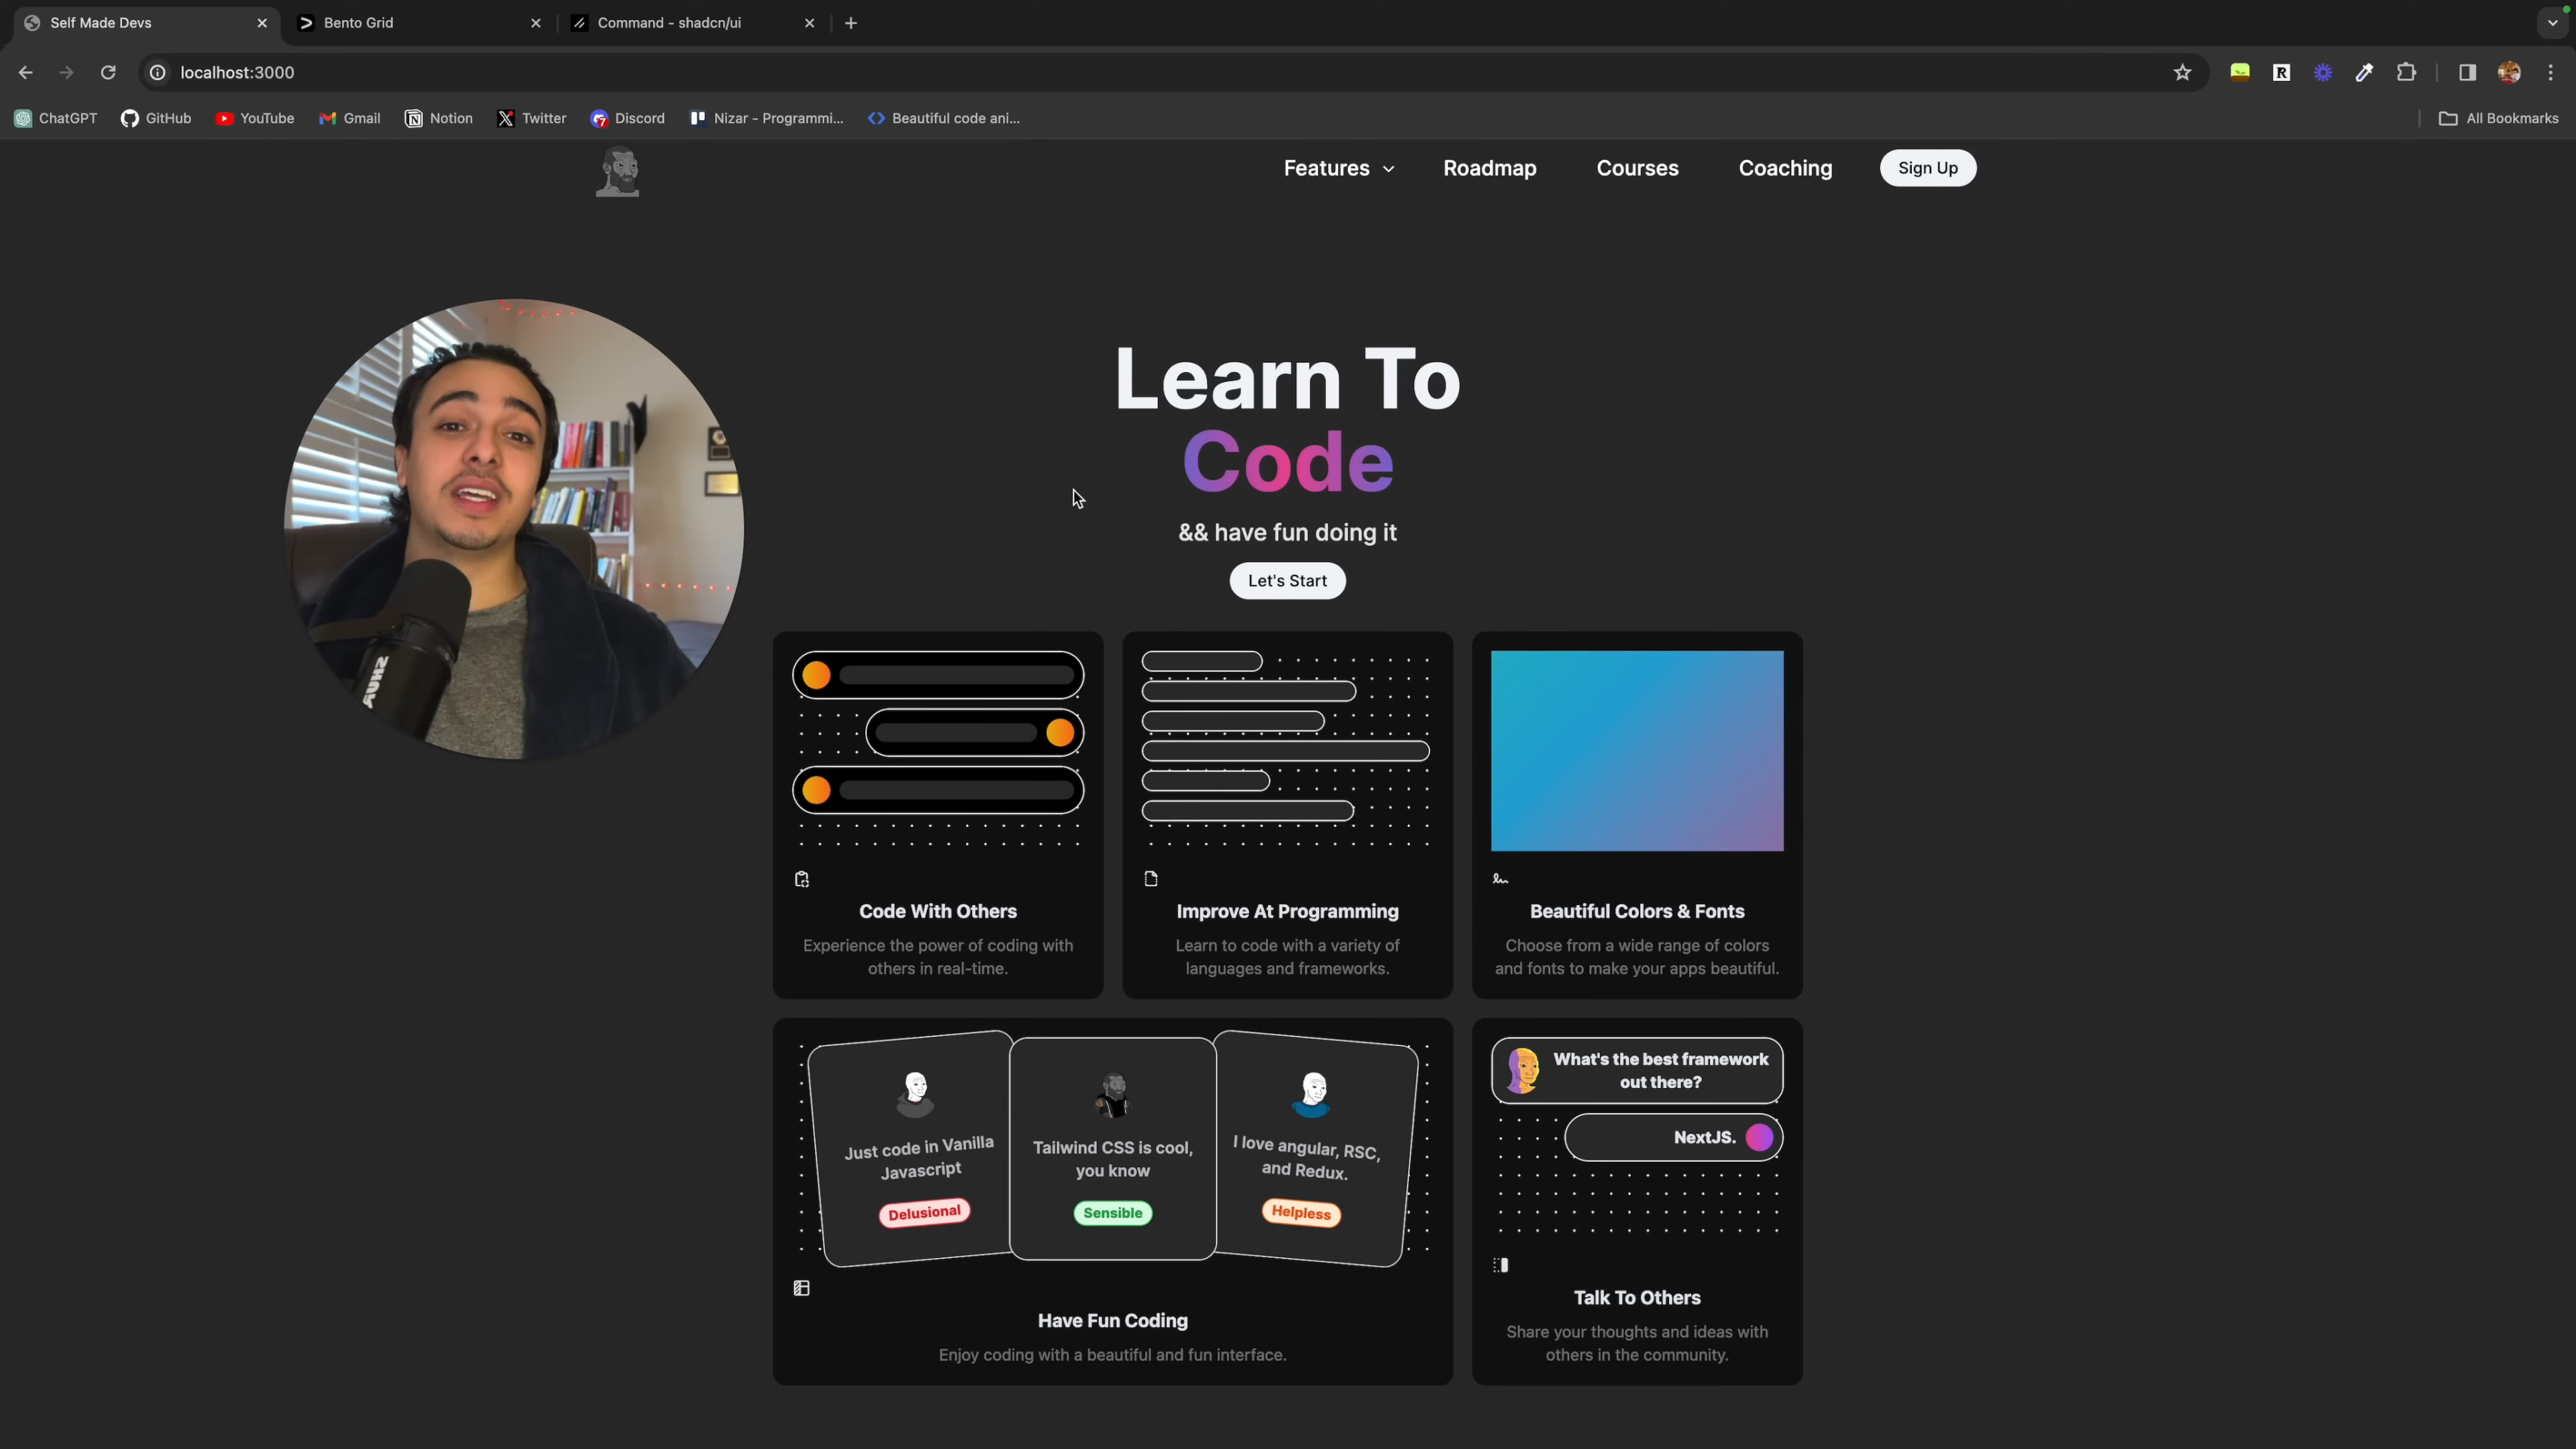 Self Made Devs
Bento Grid
Command - shadcn/ui
localhost:3000
ChatGPT
GitHub
YouTube
Gmail
Notion
Twitter
Discord
Nizar - Programmi...
Beautiful code ani...
All Bookmarks
Features
Roadmap
Courses
Coaching
Sign Up
Learn To
Code
&& have fun doing it
Let's Start
Code With Others
Experience the power of coding with
others in real-time.
Improve At Programming
Learn to code with a variety of
languages and frameworks.
Beautiful Colors & Fonts
Choose from a wide range of colors
and fonts to make your apps beautiful.
Just code in Vanilla
Javascript
Delusional
Tailwind CSS is cool,
you know
Sensible
I love angular, RSC,
and Redux.
Helpless
Have Fun Coding
Enjoy coding with a beautiful and fun interface.
What's the best framework
out there?
NextJS.
Talk To Others
Share your thoughts and ideas with
others in the community.